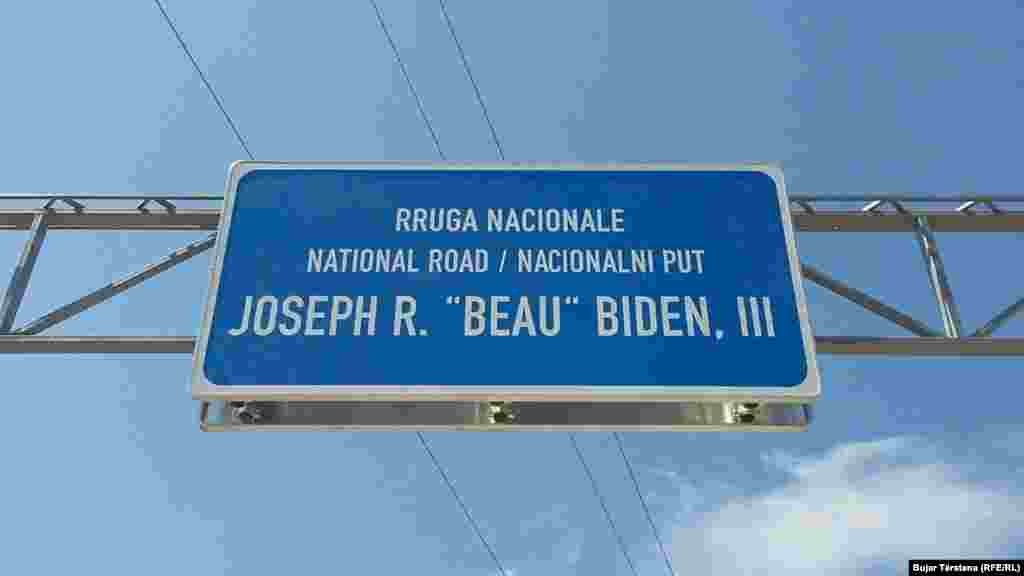 RRUGA NACIONALE
NATIONAL ROAD / NACIONALNI PUT
JOSEPH R. "BEAU" BIDEN, III
Bujar Tërstena (RFE/RL)